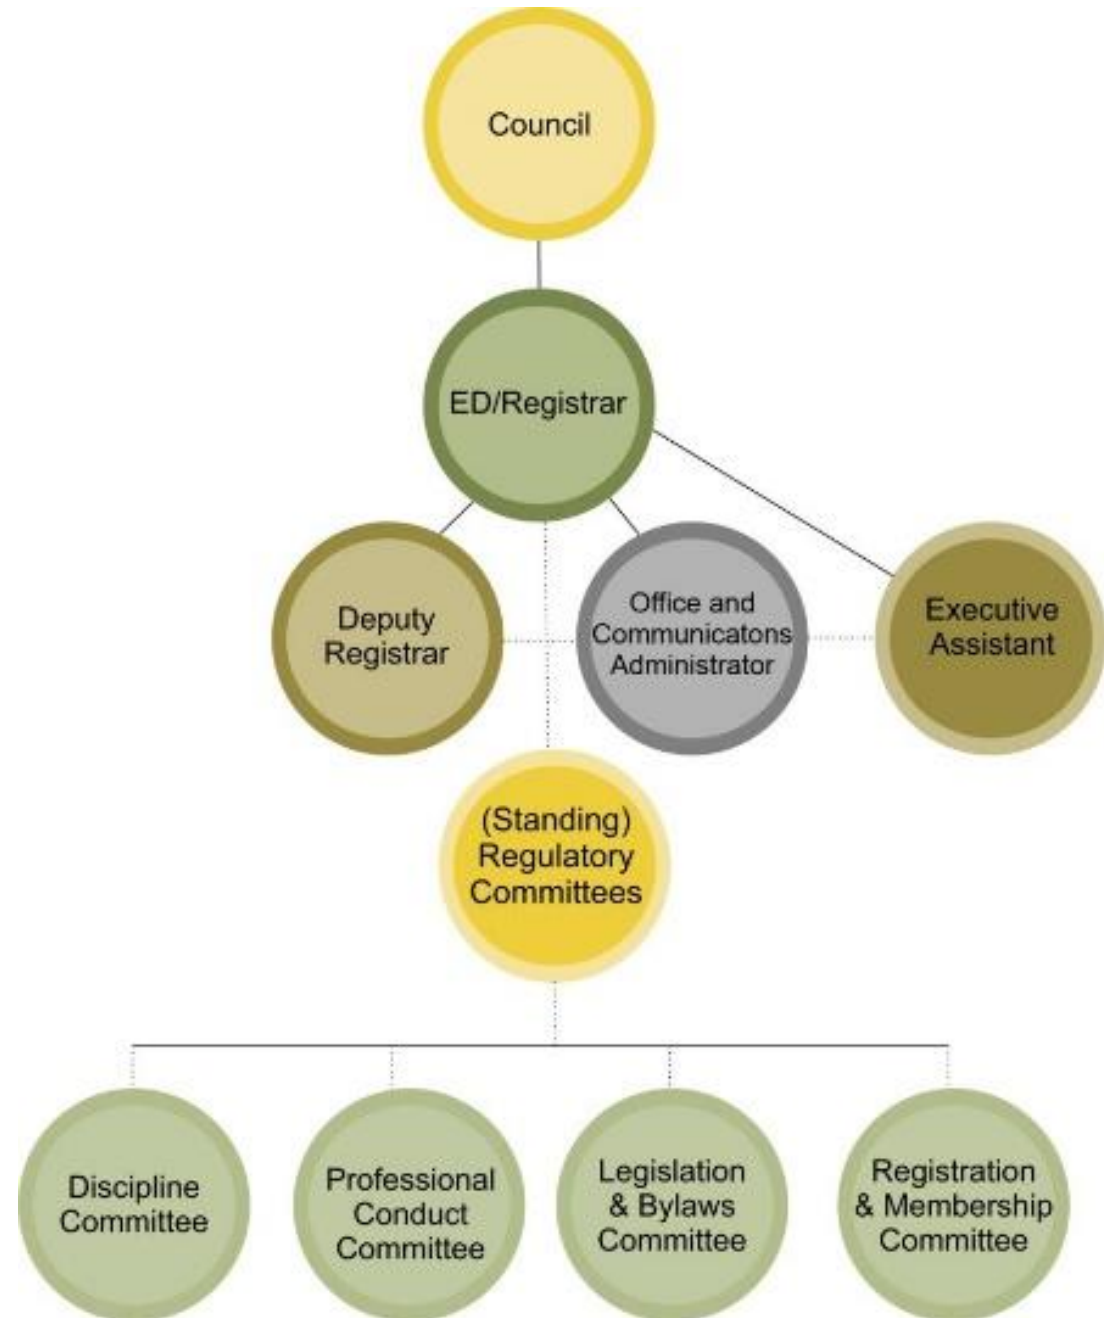 Council
ED/Registrar
Deputy
Registrar
Office and
Communicatons
Administrator
Executive
Assistant
(Standing)
Regulatory
Committees
Discipline
Committee
Professional
Conduct
Committee
Legislation
& Bylaws
Committee
Registration
& Membership
Committee